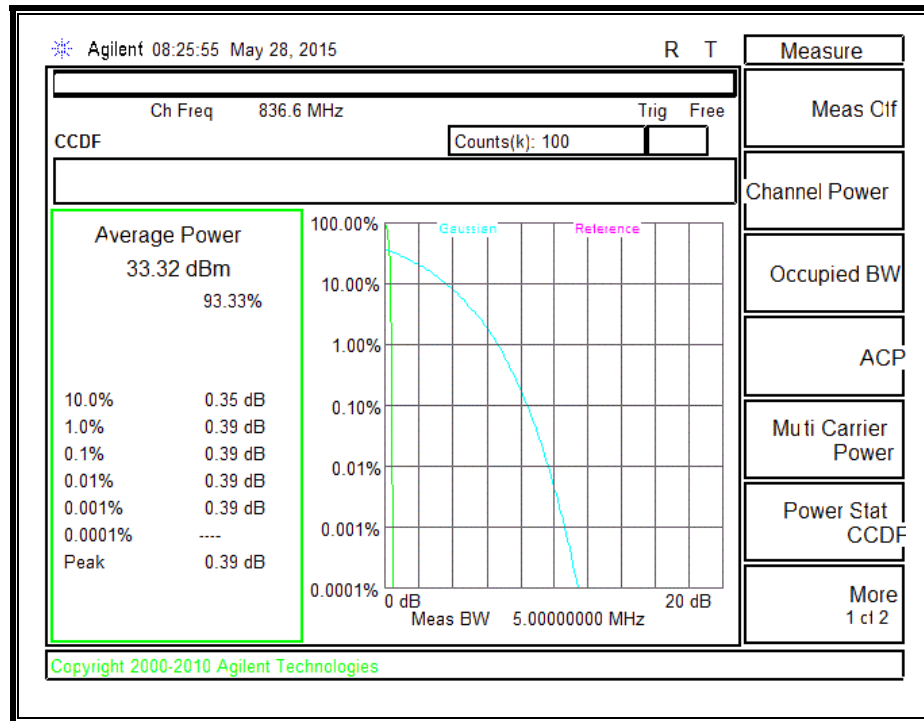 Agilent 08:25:55 May 28, 2015 R T
Ch Freq 836.6 MHz Trig Free
CCDF Counts(k): 100
Average Power
33.32 dBm
93.33%
10.0% 0.35 dB
1.0% 0.39 dB
0.1% 0.39 dB
0.01% 0.39 dB
0.001% 0.39 dB
0.0001% ----
Peak 0.39 dB
Gaussian Reference
100.00%
10.00%
1.00%
0.10%
0.01%
0.001%
0.0001%
0 dB 20 dB
Meas BW 5.00000000 MHz
Measure
Meas Off
Channel Power
Occupied BW
ACP
Multi Carrier
Power
Power Stat
CCDF
More
1 of 2
Copyright 2000-2010 Agilent Technologies